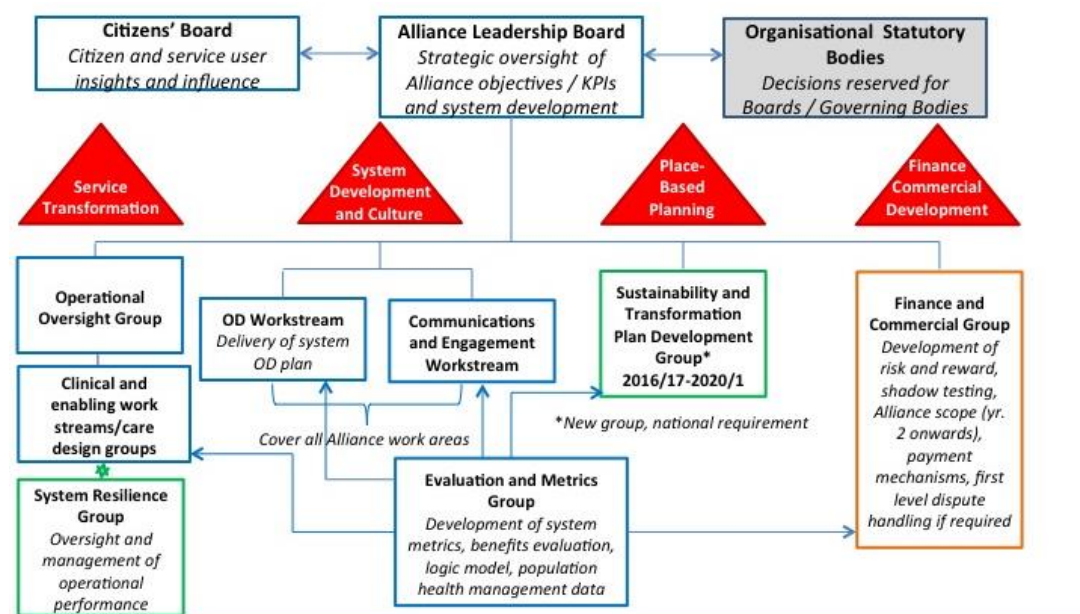 Citizens' Board
Citizen and service user
insights and influence
Alliance Leadership Board
Strategic oversight of
Alliance objectives / KPIs
and system development
Organisational Statutory
Bodies
Decisions reserved for
Boards / Governing Bodies
Service
Transformation
System
Development
and Culture
Place-
Based
Planning
Finance
Commercial
Development
Operational
Oversight Group
OD Workstream
Delivery of system
OD plan
Communications
and Engagement
Workstream
Sustainability and
Transformation
Plan Development
Group*
2016/17-2020/1
Finance and
Commercial Group
Development of
risk and reward,
shadow testing,
Alliance scope (yr.
2 onwards),
payment
mechanisms, first
level dispute
handling if required
Clinical and
enabling work
streams/care
design groups
Cover all Alliance work areas
*New group, national requirement
System Resilience
Group
Oversight and
management of
operational
performance
Evaluation and Metrics
Group
Development of system
metrics, benefits evaluation,
logic model, population
health management data